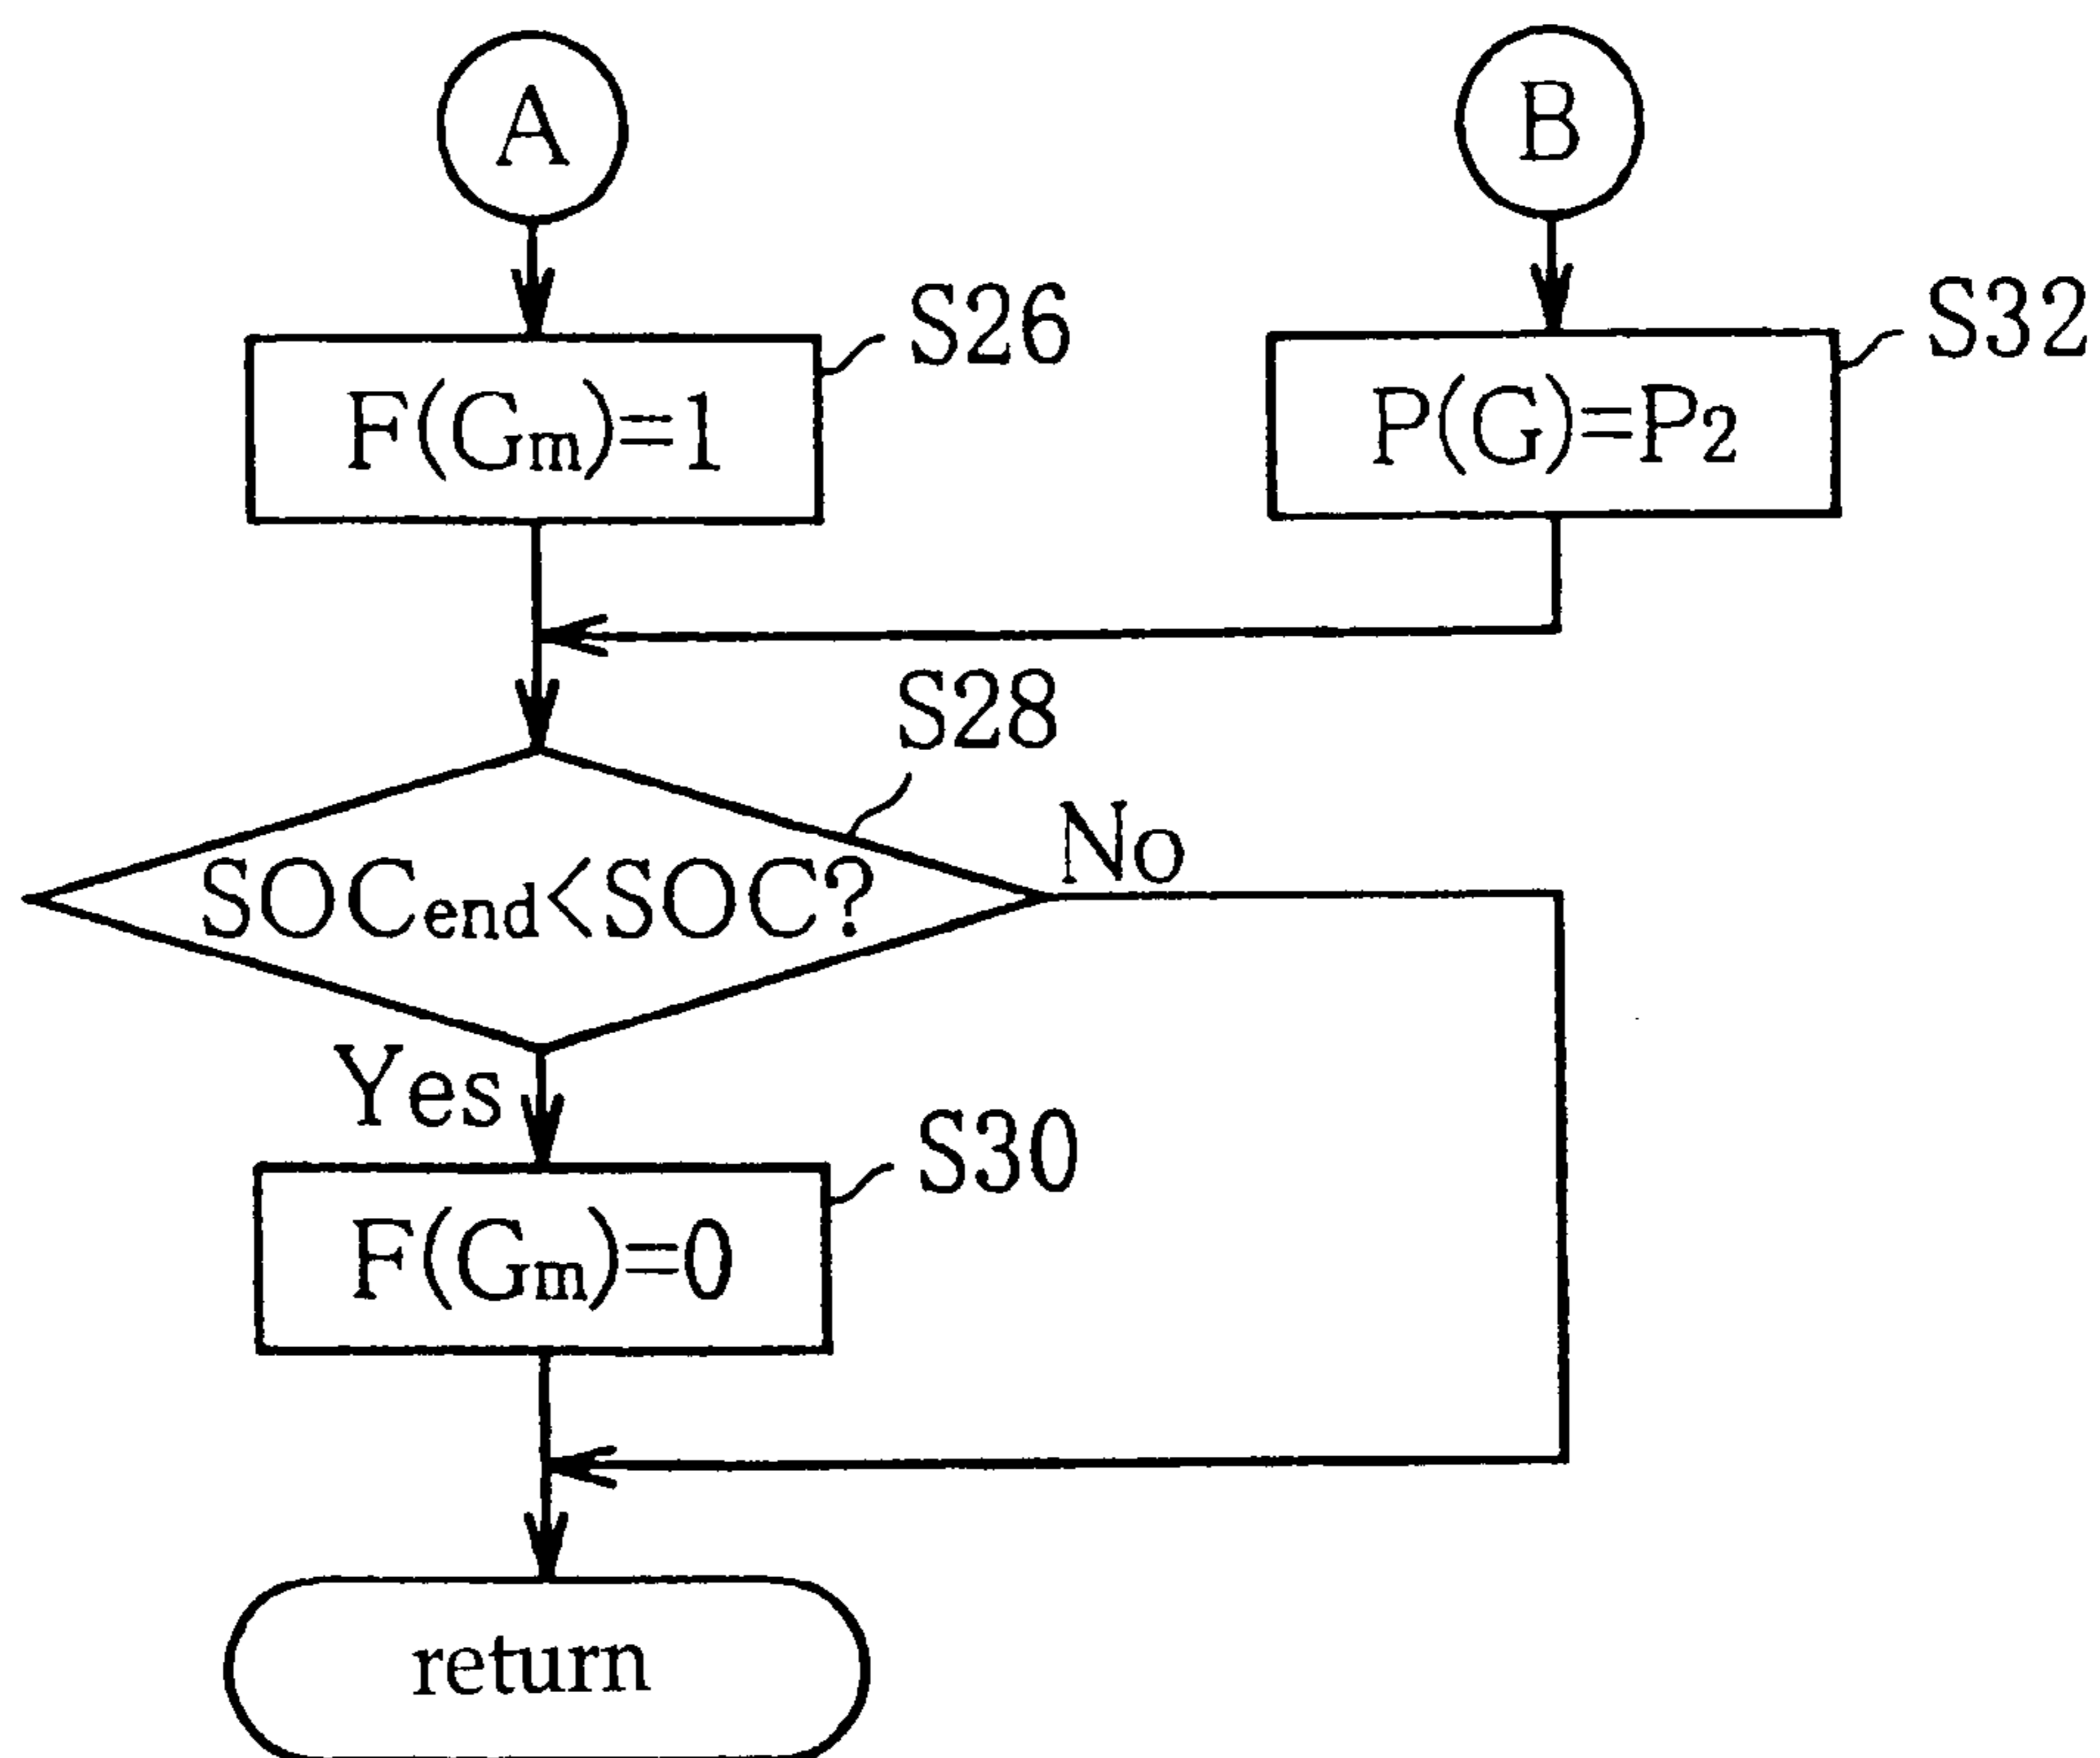 A
B
S26
S32
F(Gm)=1
P(G)=P2
S28
No
SOCend<SOC?
Yes
S30
F(Gm)=0
return